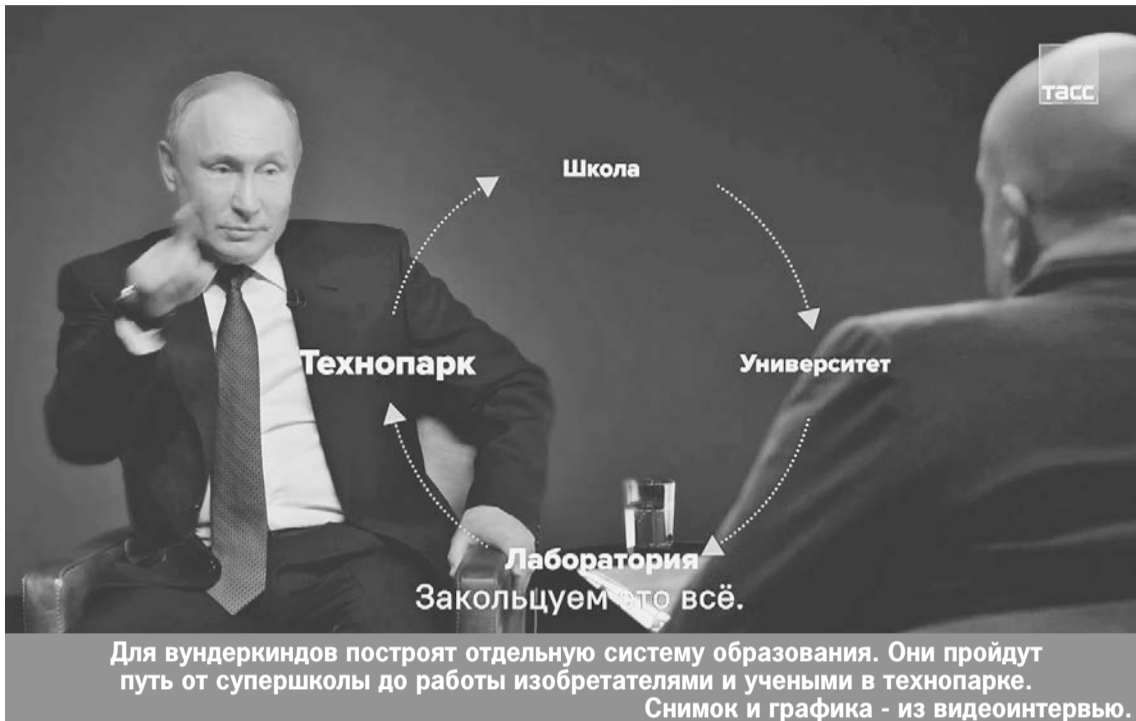 тасс
Школа
Технопарк
Университет
Лаборатория
Закольцуем это всё.
Для вундеркиндов построят отдельную систему образования. Они пройдут
путь от супершколы до работы изобретателями и учеными в технопарке.
Снимок и графика - из видеоинтервью.